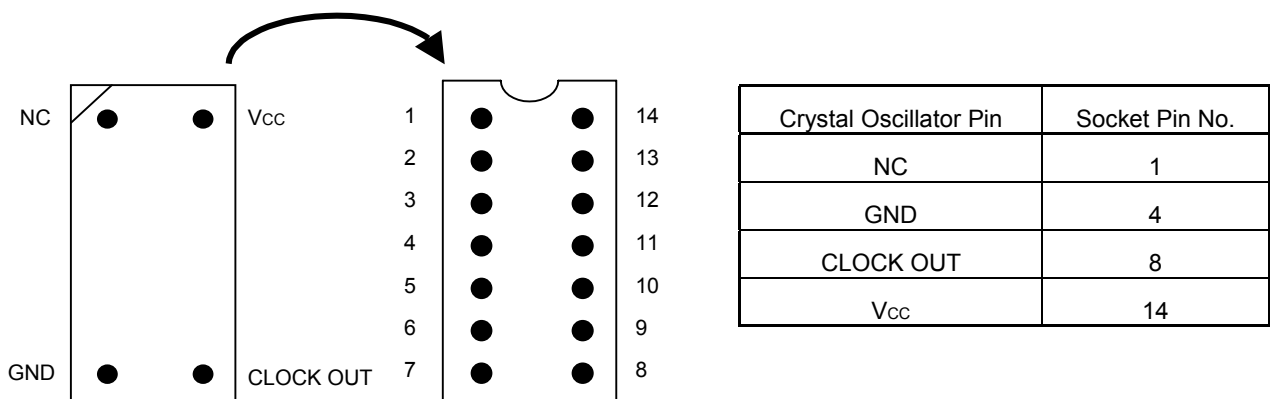 NC
Vcc
GND
CLOCK OUT
1
2
3
4
5
6
7
14
13
12
11
10
9
8
Crystal Oscillator Pin Socket Pin No.
NC 1
GND 4
CLOCK OUT 8
Vcc 14